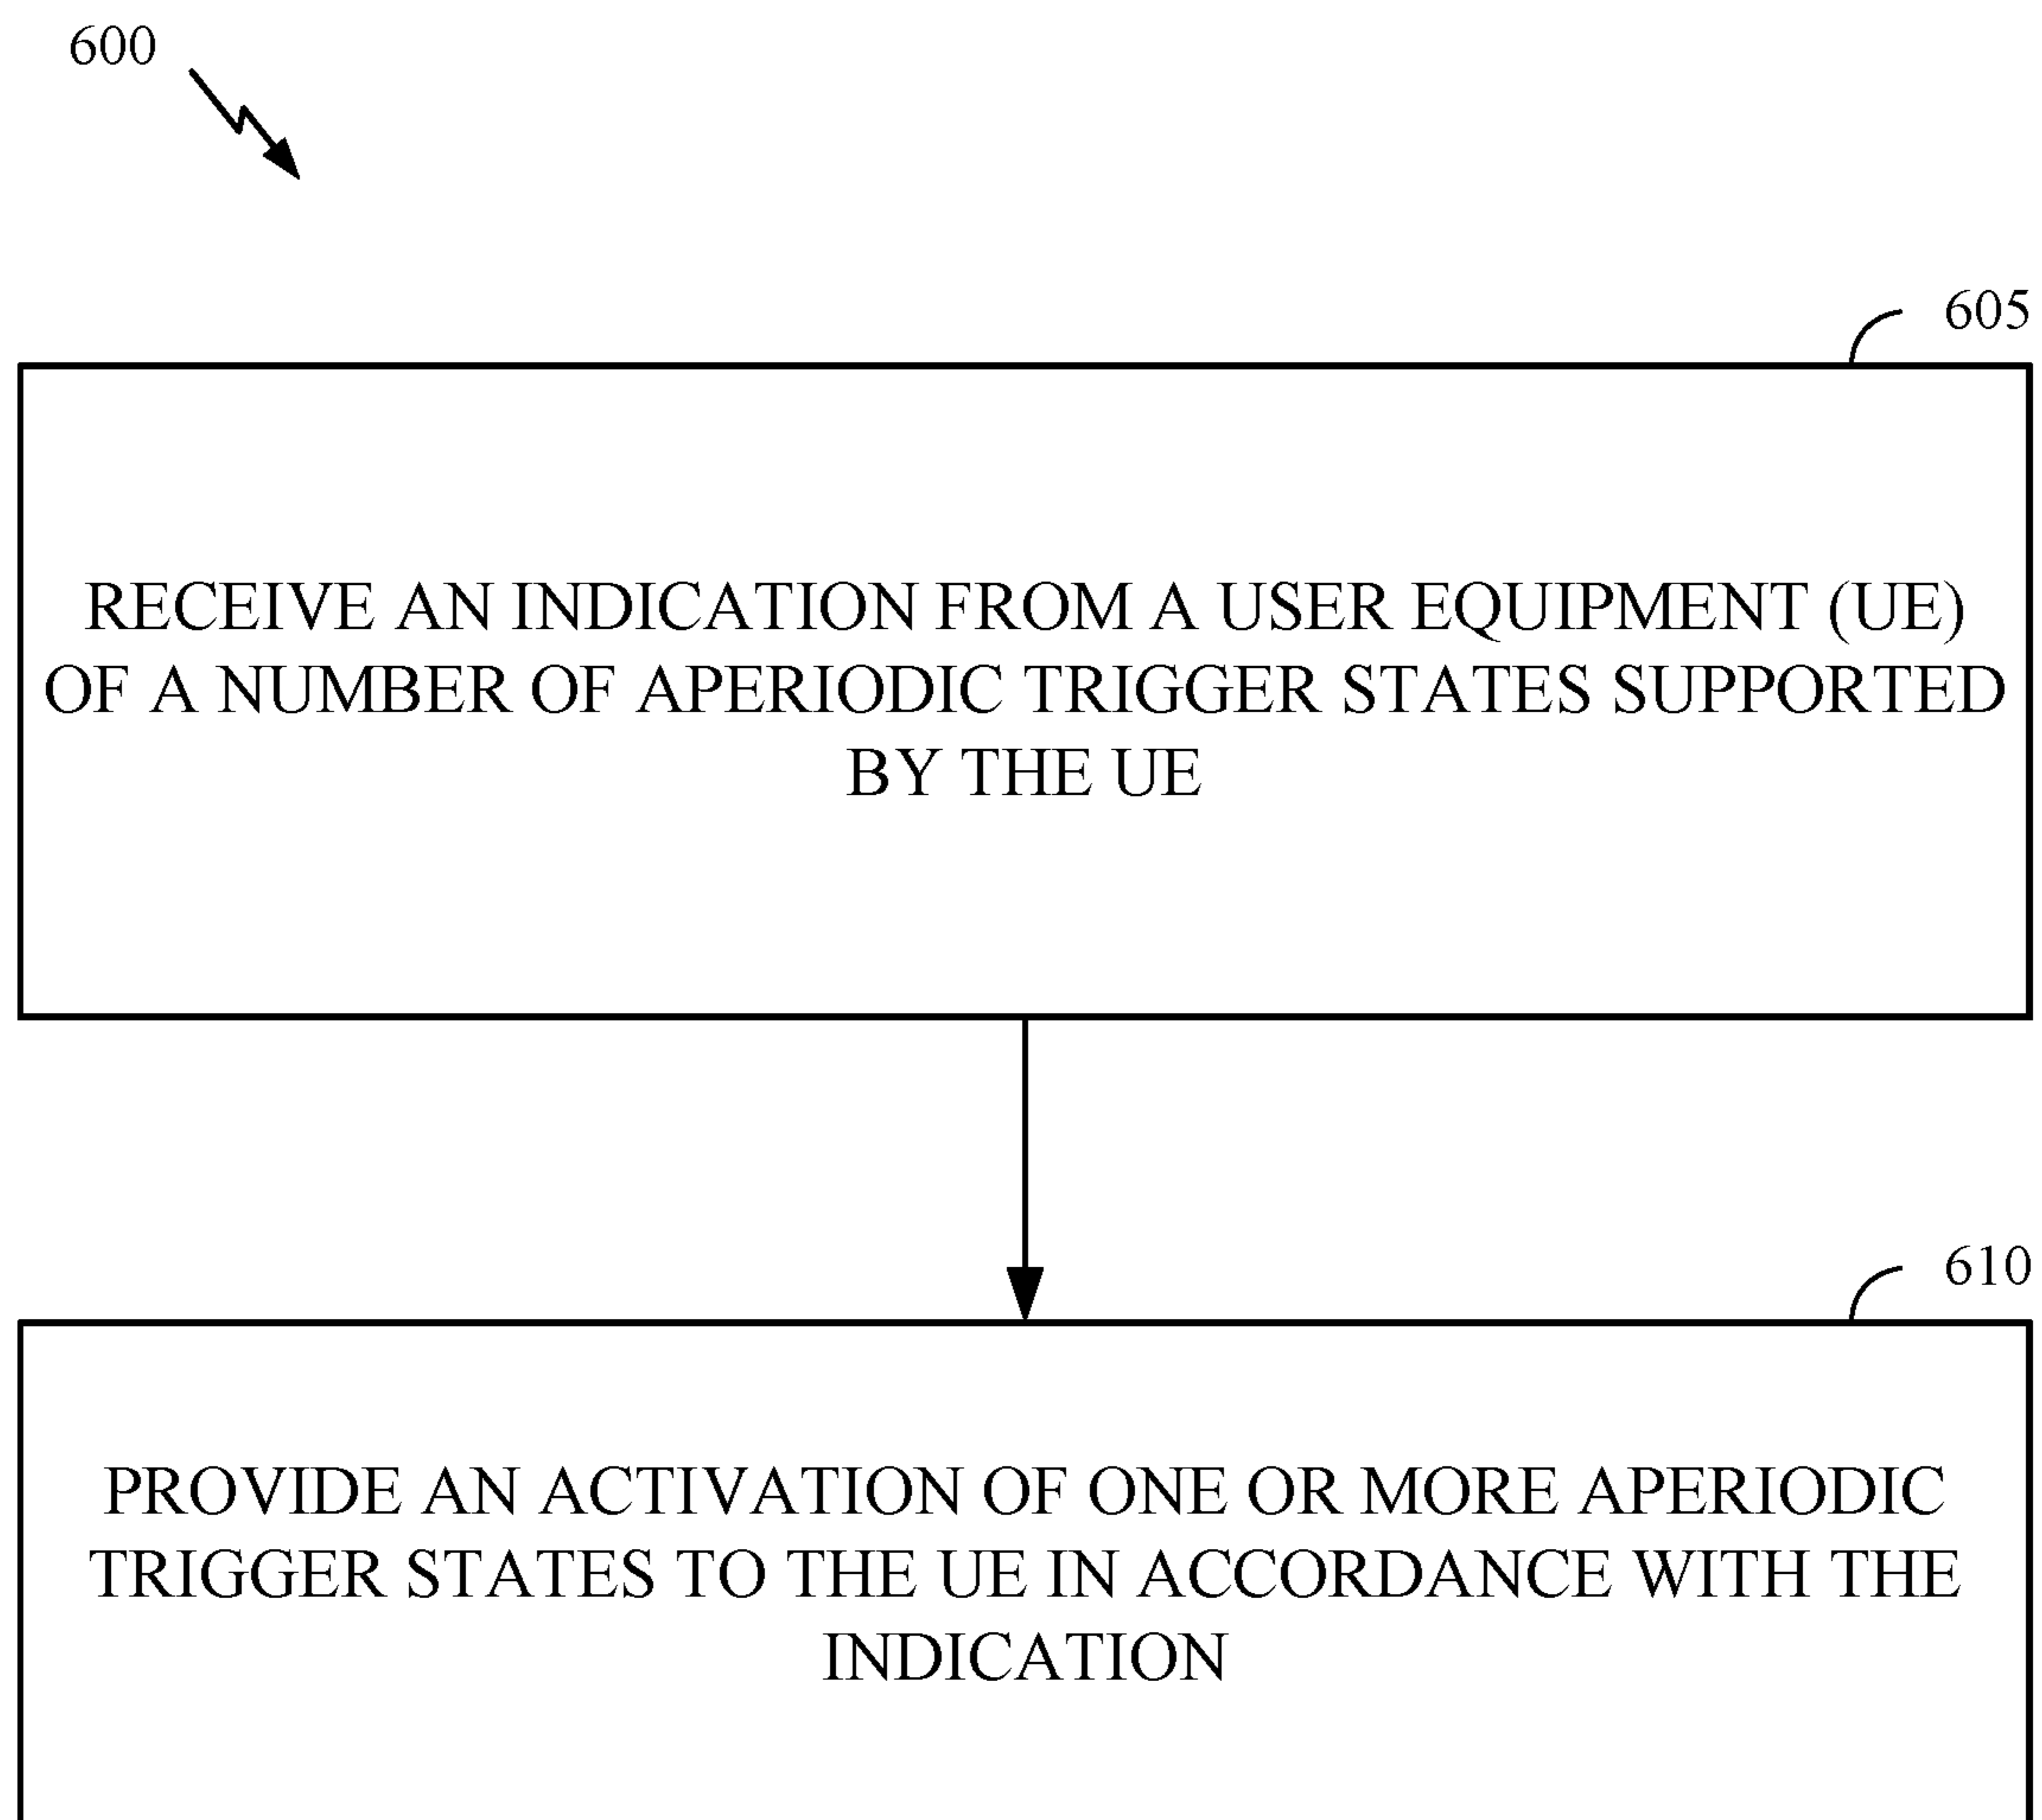 600
605
RECEIVE AN INDICATION FROM A USER EQUIPMENT (UE)
OF A NUMBER OF APERIODIC TRIGGER STATES SUPPORTED
BY THE UE
610
PROVIDE AN ACTIVATION OF ONE OR MORE APERIODIC
TRIGGER STATES TO THE UE IN ACCORDANCE WITH THE
INDICATION